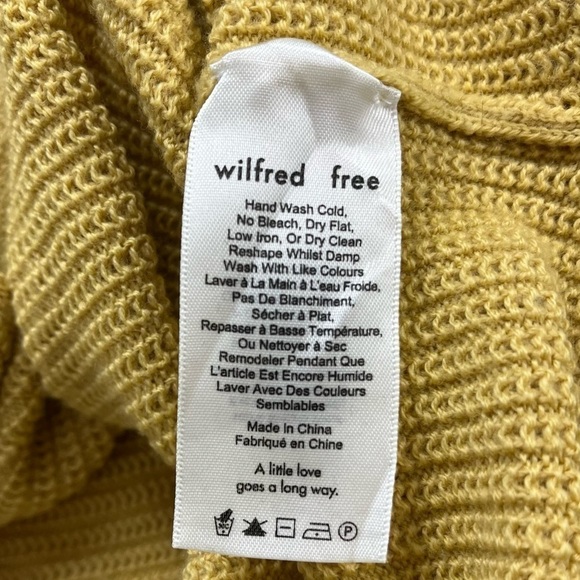 wilfred free
Hand Wash Cold,
No Bleach, Dry Flat,
Low Iron, Or Dry Clean
Reshape Whilst Damp
Wash With Like Colours
Laver à La Main à L'eau Froide,
Pas De Blanchiment,
Sécher à Plat,
Repasser à Basse Température,
Ou Nettoyer à Sec
Remodeler Pendant Que
L'article Est Encore Humide
Laver Avec Des Couleurs
Semblables
Made in China
Fabriqué en Chine
A little love
goes a long way.
P